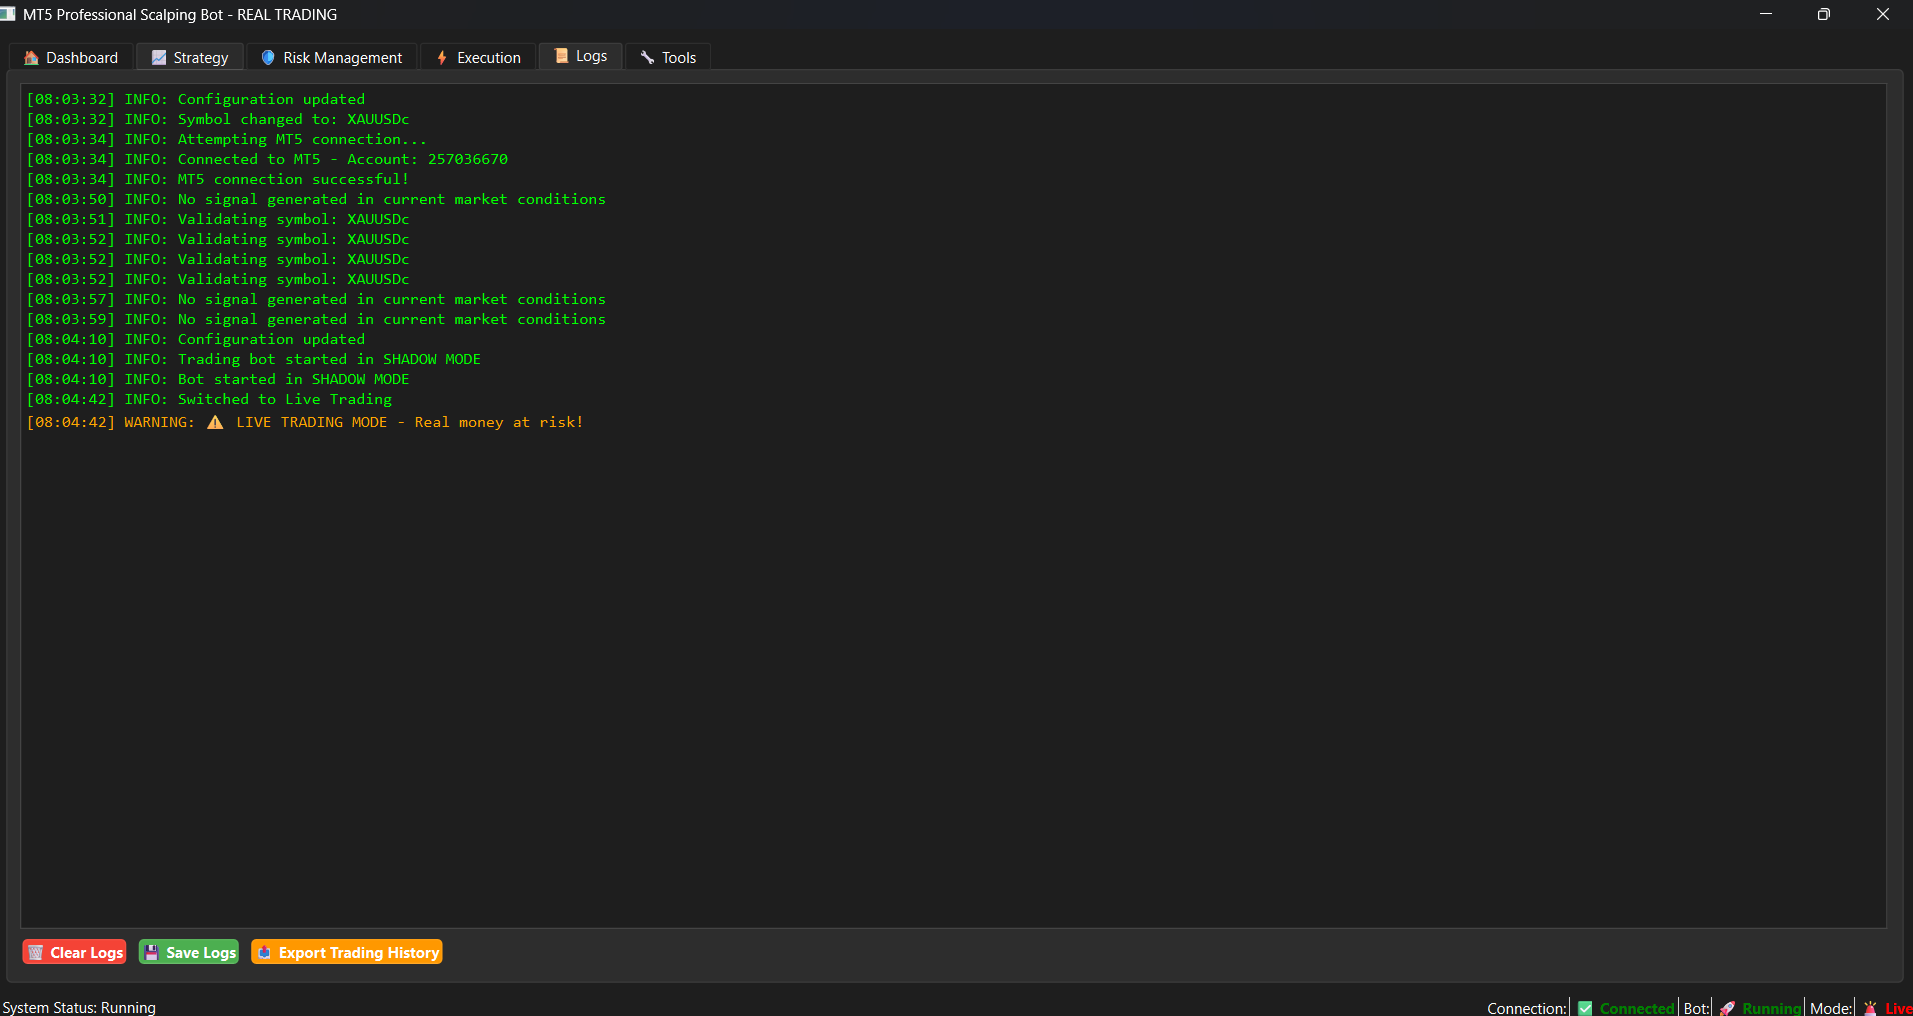 MT5 Professional Scalping Bot - REAL TRADING
Dashboard Strategy Risk Management Execution Logs Tools
[08:03:32] INFO: Configuration updated
[08:03:32] INFO: Symbol changed to: XAUUSDc
[08:03:34] INFO: Attempting MT5 connection...
[08:03:34] INFO: Connected to MT5 - Account: 257036670
[08:03:34] INFO: MT5 connection successful!
[08:03:50] INFO: No signal generated in current market conditions
[08:03:51] INFO: Validating symbol: XAUUSDc
[08:03:52] INFO: Validating symbol: XAUUSDc
[08:03:52] INFO: Validating symbol: XAUUSDc
[08:03:52] INFO: Validating symbol: XAUUSDc
[08:03:57] INFO: No signal generated in current market conditions
[08:03:59] INFO: No signal generated in current market conditions
[08:04:10] INFO: Configuration updated
[08:04:10] INFO: Trading bot started in SHADOW MODE
[08:04:10] INFO: Bot started in SHADOW MODE
[08:04:42] INFO: Switched to Live Trading
[08:04:42] WARNING: ⚠️ LIVE TRADING MODE - Real money at risk!
Clear Logs Save Logs Export Trading History
System Status: Running Connection: Connected Bot: Running Mode: Live